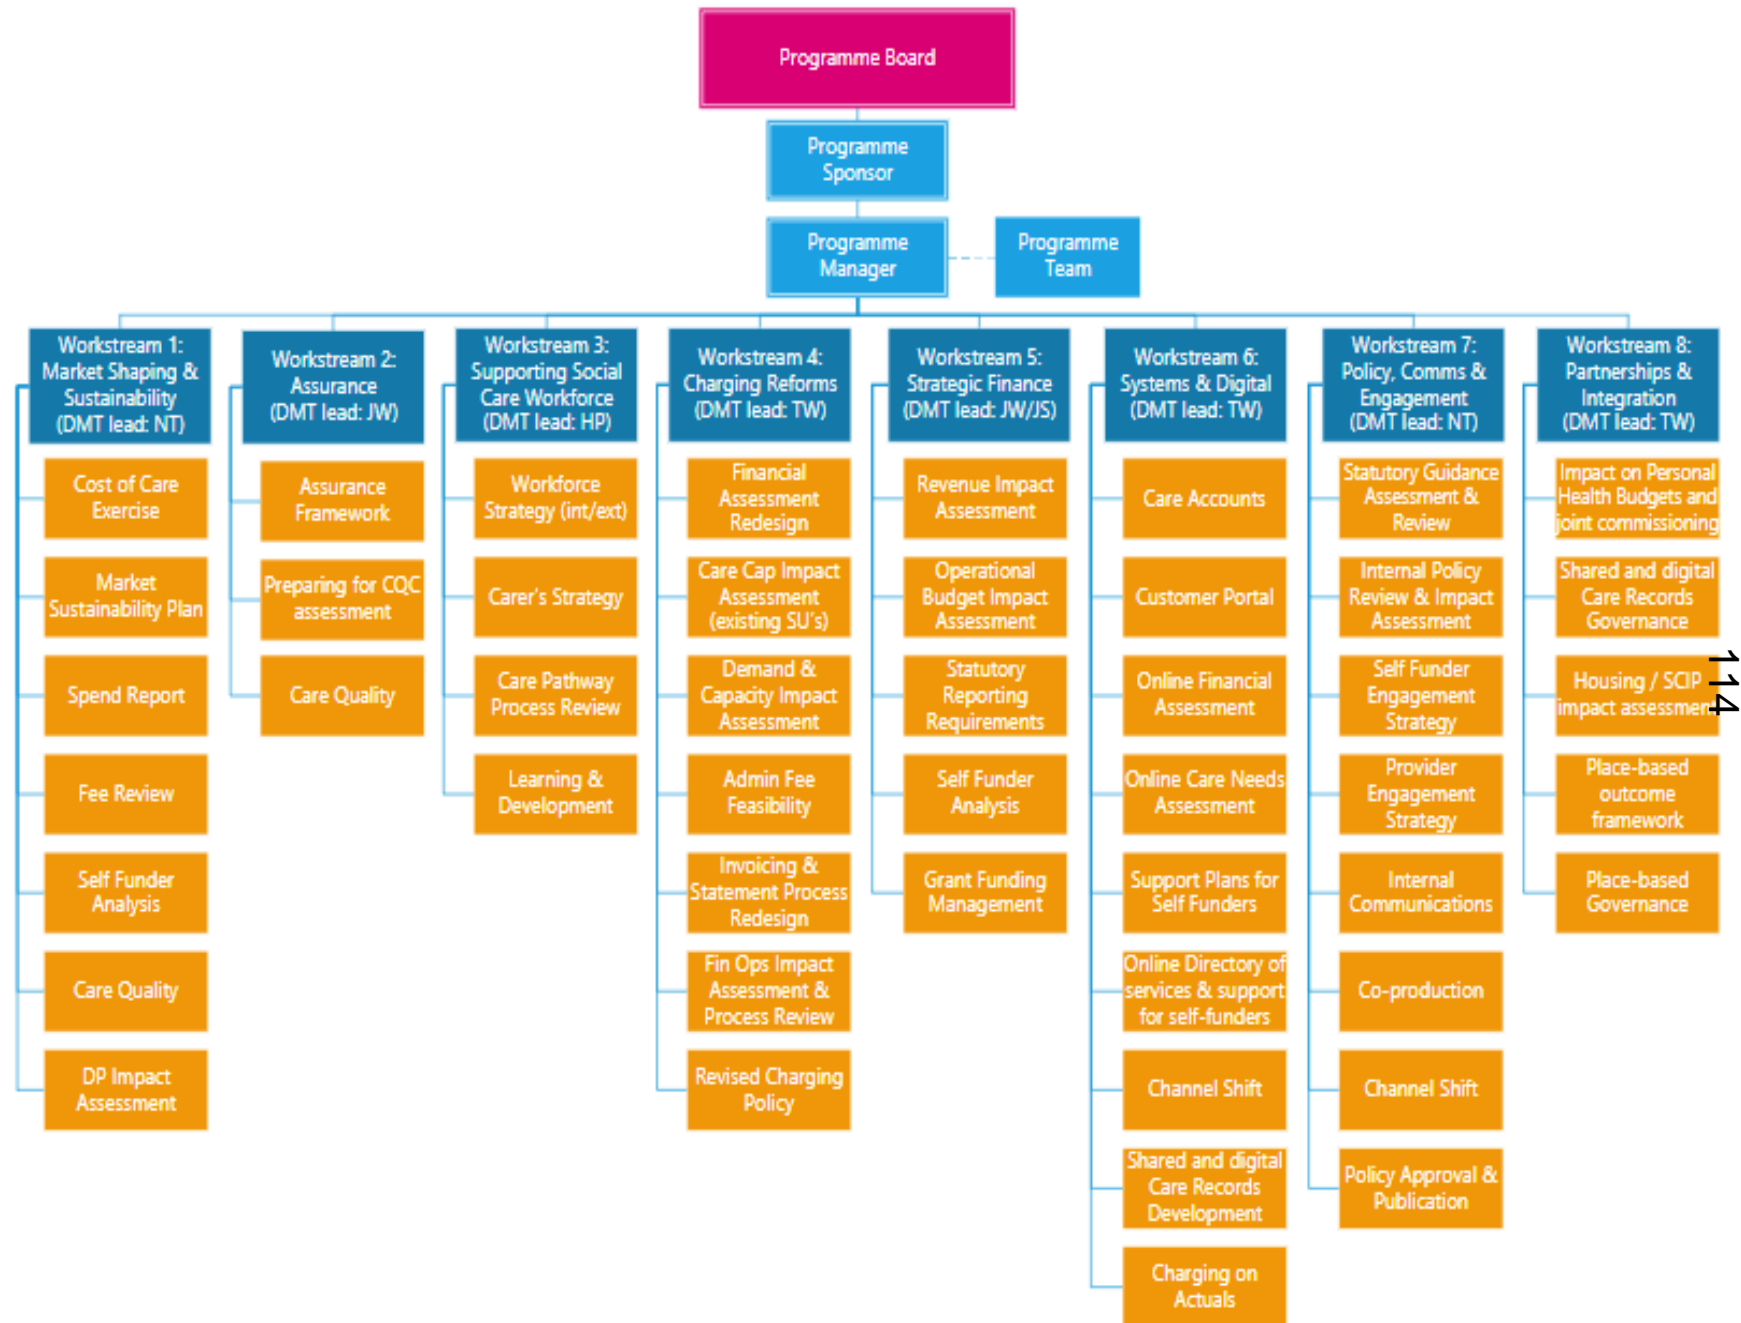 Programme Board
Programme
Sponsor
Programme
Manager
Programme
Team
Workstream 1:
Market Shaping &
Sustainability
(DMT lead: NT)
Cost of Care
Exercise
Market
Sustainability Plan
Spend Report
Fee Review
Self Funder
Analysis
Care Quality
DP Impact
Assessment
Workstream 2:
Assurance
(DMT lead: JW)
Assurance
Framework
Preparing for CQC
assessment
Care Quality
Workstream 3:
Supporting Social
Care Workforce
(DMT lead: HP)
Workforce
Strategy (int/ext)
Carer's Strategy
Care Pathway
Process Review
Learning &
Development
Workstream 4:
Charging Reforms
(DMT lead: TW)
Financial
Assessment
Redesign
Care Cap Impact
Assessment
(existing SU's)
Demand &
Capacity Impact
Assessment
Admin Fee
Feasibility
Invoicing &
Statement Process
Redesign
Fin Ops Impact
Assessment &
Process Review
Revised Charging
Policy
Workstream 5:
Strategic Finance
(DMT lead: JW/JS)
Revenue Impact
Assessment
Operational
Budget Impact
Assessment
Statutory
Reporting
Requirements
Self Funder
Analysis
Grant Funding
Management
Workstream 6:
Systems & Digital
(DMT lead: TW)
Care Accounts
Customer Portal
Online Financial
Assessment
Online Care Needs
Assessment
Support Plans for
Self Funders
Online Directory of
services & support
for self-funders
Channel Shift
Shared and digital
Care Records
Development
Charging on
Actuals
Workstream 7:
Policy, Comms &
Engagement
(DMT lead: NT)
Statutory Guidance
Assessment &
Review
Internal Policy
Review & Impact
Assessment
Self Funder
Engagement
Strategy
Provider
Engagement
Strategy
Internal
Communications
Co-production
Channel Shift
Policy Approval &
Publication
Workstream 8:
Partnerships &
Integration
(DMT lead: TW)
Impact on Personal
Health Budgets and
joint commissioning
Shared and digital
Care Records
Governance
Housing / SCIP
impact assessment
Place-based
outcome
framework
Place-based
Governance
114